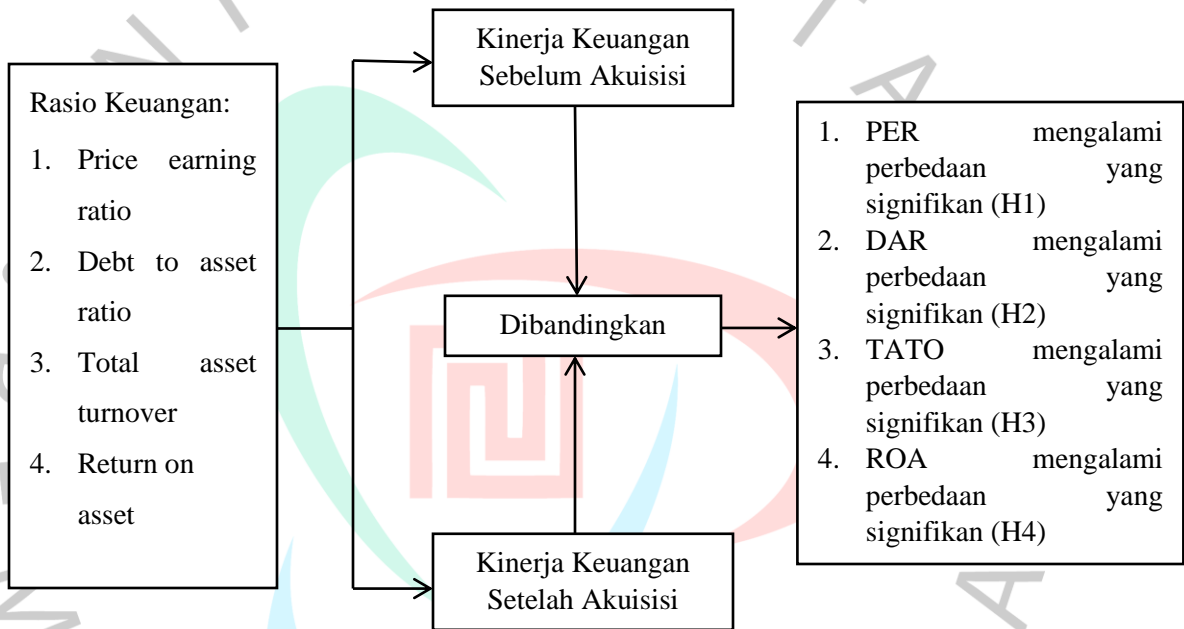 Rasio Keuangan:
1. Price earning
ratio
2. Debt to asset
ratio
3. Total asset
turnover
4. Return on
asset
Kinerja Keuangan
Sebelum Akuisisi
Dibandingkan
Kinerja Keuangan
Setelah Akuisisi
1. PER mengalami
perbedaan yang
signifikan (H1)
2. DAR mengalami
perbedaan yang
signifikan (H2)
3. TATO mengalami
perbedaan yang
signifikan (H3)
4. ROA mengalami
perbedaan yang
signifikan (H4)